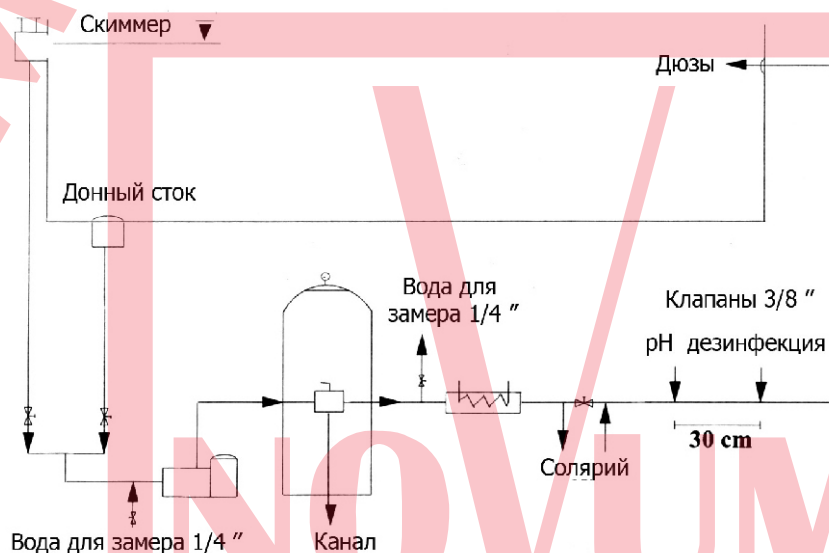 Скиммер
Дюзы
Донный сток
Вода для
замера 1/4 "
Клапаны 3/8 "
pH дезинфекция
30 cm
Солярий
Вода для замера 1/4 "
Канал
NOVUM